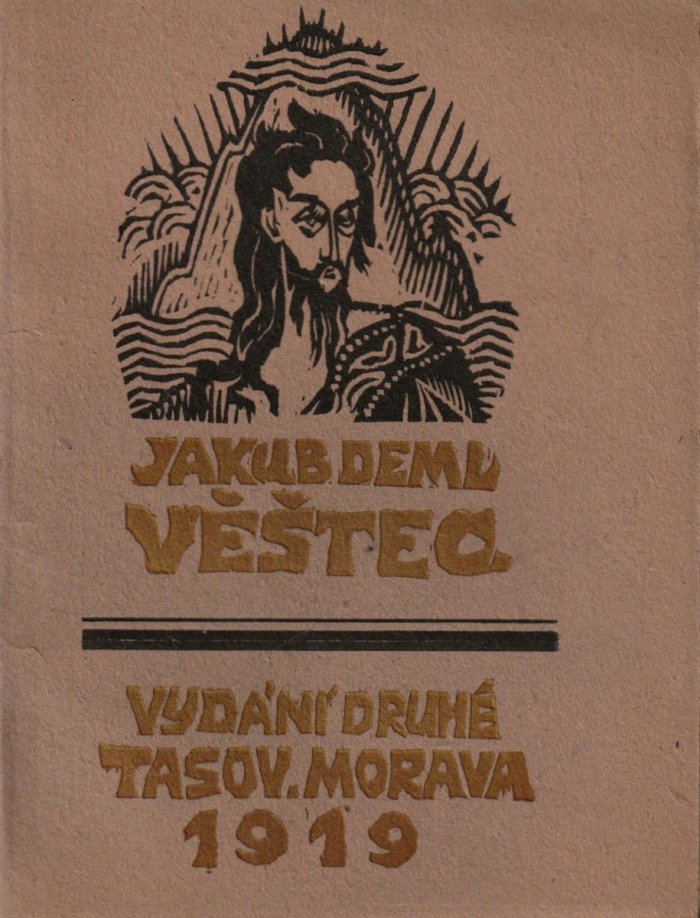 JAKUB DEML
VĚŠTEC
VYDÁNÍ DRUHÉ
TASOV. MORAVA
1919